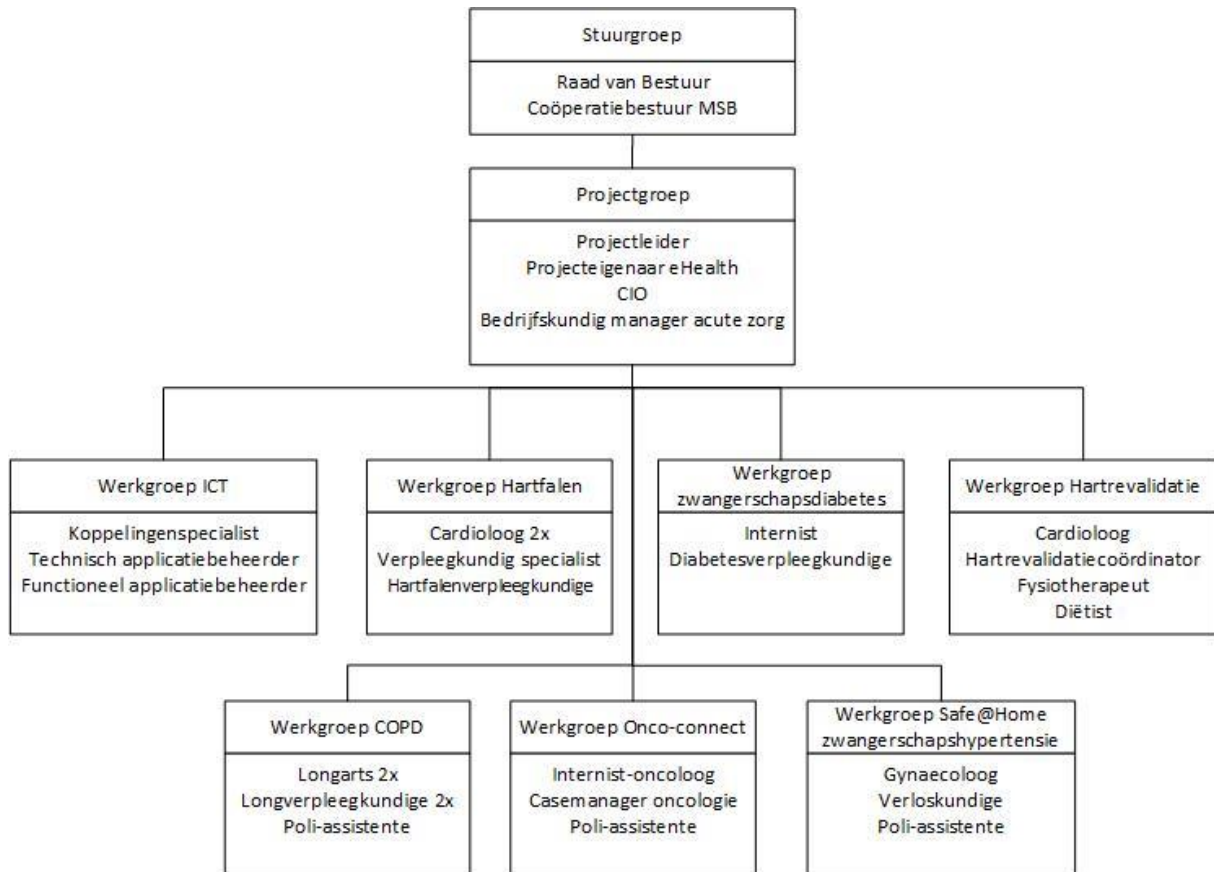 Stuurgroep
Raad van Bestuur
Coöperatiebestuur MSB
Projectgroep
Projectleider
Projecteigenaar eHealth
CIO
Bedrijfskundig manager acute zorg
Werkgroep ICT
Koppelingenspecialist
Technisch applicatiebeheerder
Functioneel applicatiebeheerder
Werkgroep Hartfalen
Cardioloog 2x
Verpleegkundig specialist
Hartfalenverpleegkundige
Werkgroep
zwangerschapsdiabetes
Internist
Diabetesverpleegkundige
Werkgroep Hartrevalidatie
Cardioloog
Hartrevalidatiecoördinator
Fysiotherapeut
Diëtist
Werkgroep COPD
Longarts 2x
Longverpleegkundige 2x
Poli-assistente
Werkgroep Onco-connect
Internist-oncoloog
Casemanager oncologie
Poli-assistente
Werkgroep Safe@Home
zwangerschapshypertensie
Gynaecoloog
Verloskundige
Poli-assistente